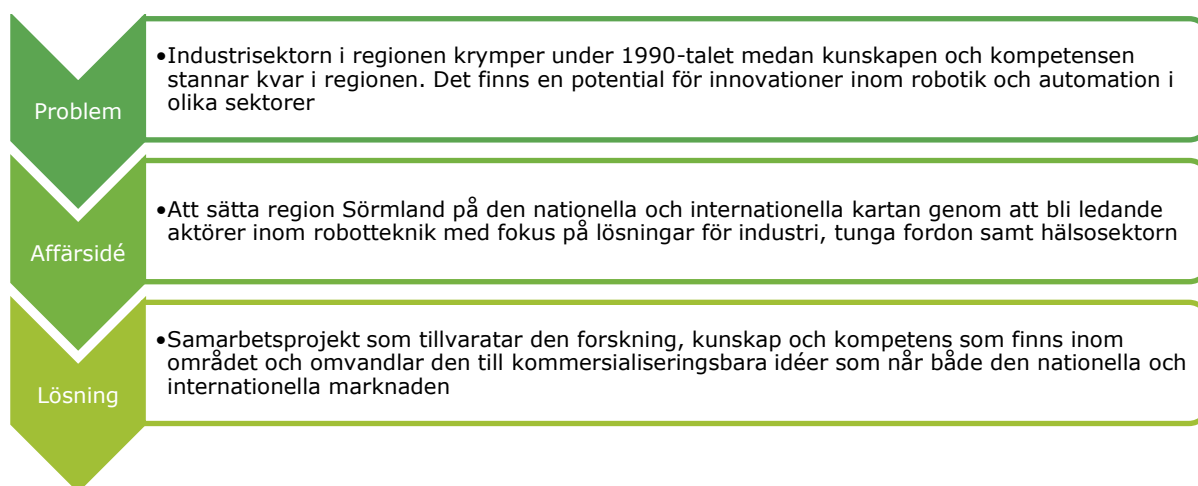 Problem
•Industrisektorn i regionen krymper under 1990-talet medan kunskapen och kompetensen
stannar kvar i regionen. Det finns en potential för innovationer inom robotik och automation i
olika sektorer
Affärsidé
•Att sätta region Sörmland på den nationella och internationella kartan genom att bli ledande
aktörer inom robotteknik med fokus på lösningar för industri, tunga fordon samt hälsosektorn
Lösning
•Samarbetsprojekt som tillvaratar den forskning, kunskap och kompetens som finns inom
området och omvandlar den till kommersialiseringsbara idéer som når både den nationella och
internationella marknaden